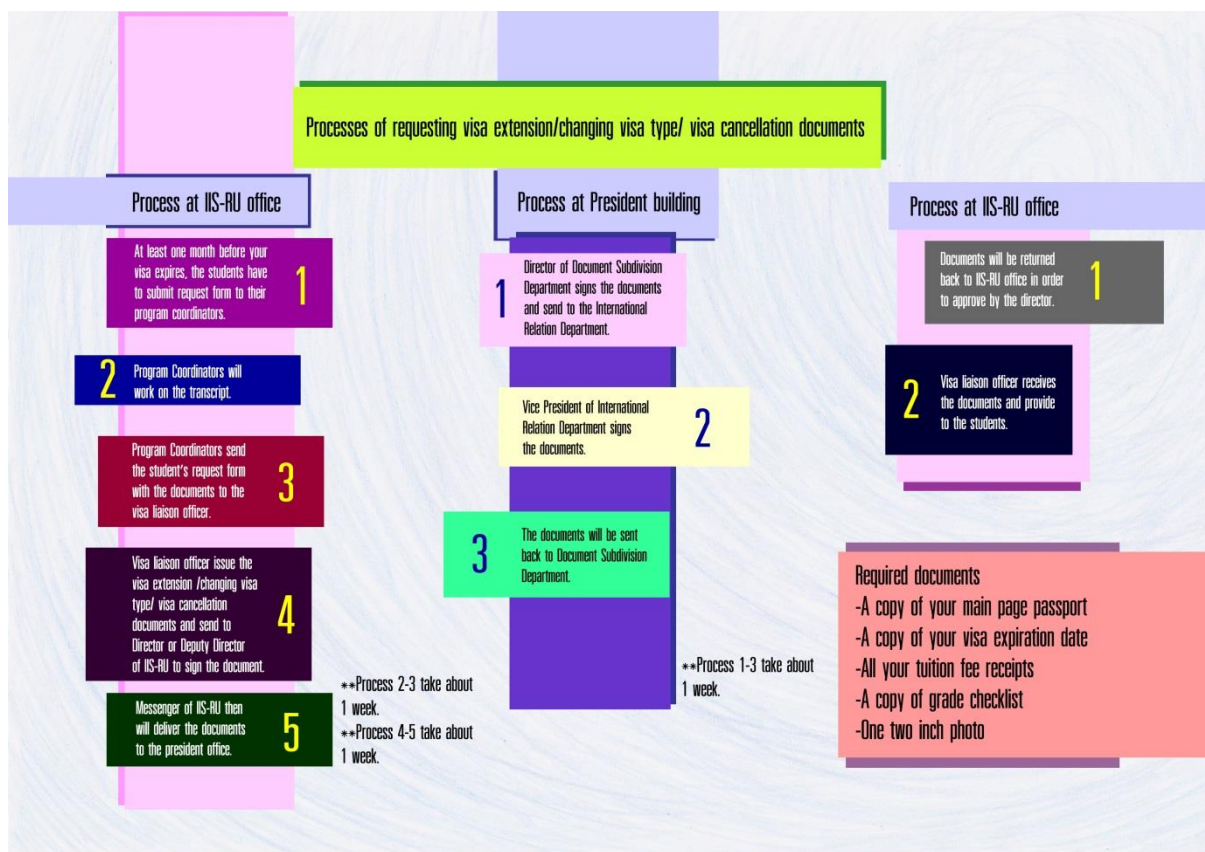 Processes of requesting visa extension/changing visa type/ visa cancellation documents
Process at IIS-RU office
At least one month before your
visa expires, the students have
to submit request form to their
program coordinators.
1
2
Program Coordinators will
work on the transcript.
Program Coordinators send
the student's request form
with the documents to the
visa liaison officer.
3
Visa liaison officer issue the
visa extension /changing visa
type/ visa cancellation
documents and send to
Director or Deputy Director
of IIS-RU to sign the document.
4
Messenger of IIS-RU then
will deliver the documents
to the president office.
5
**Process 2-3 take about
1 week.
**Process 4-5 take about
1 week.
Process at President building
1
Director of Document Subdivision
Department signs the documents
and send to the International
Relation Department.
Vice President of International
Relation Department signs
the documents.
2
3
The documents will be sent
back to Document Subdivision
Department.
**Process 1-3 take about
1 week.
Process at IIS-RU office
Documents will be returned
back to IIS-RU office in order
to approve by the director.
1
2
Visa liaison officer receives
the documents and provide
to the students.
Required documents
-A copy of your main page passport
-A copy of your visa expiration date
-All your tuition fee receipts
-A copy of grade checklist
-One two inch photo